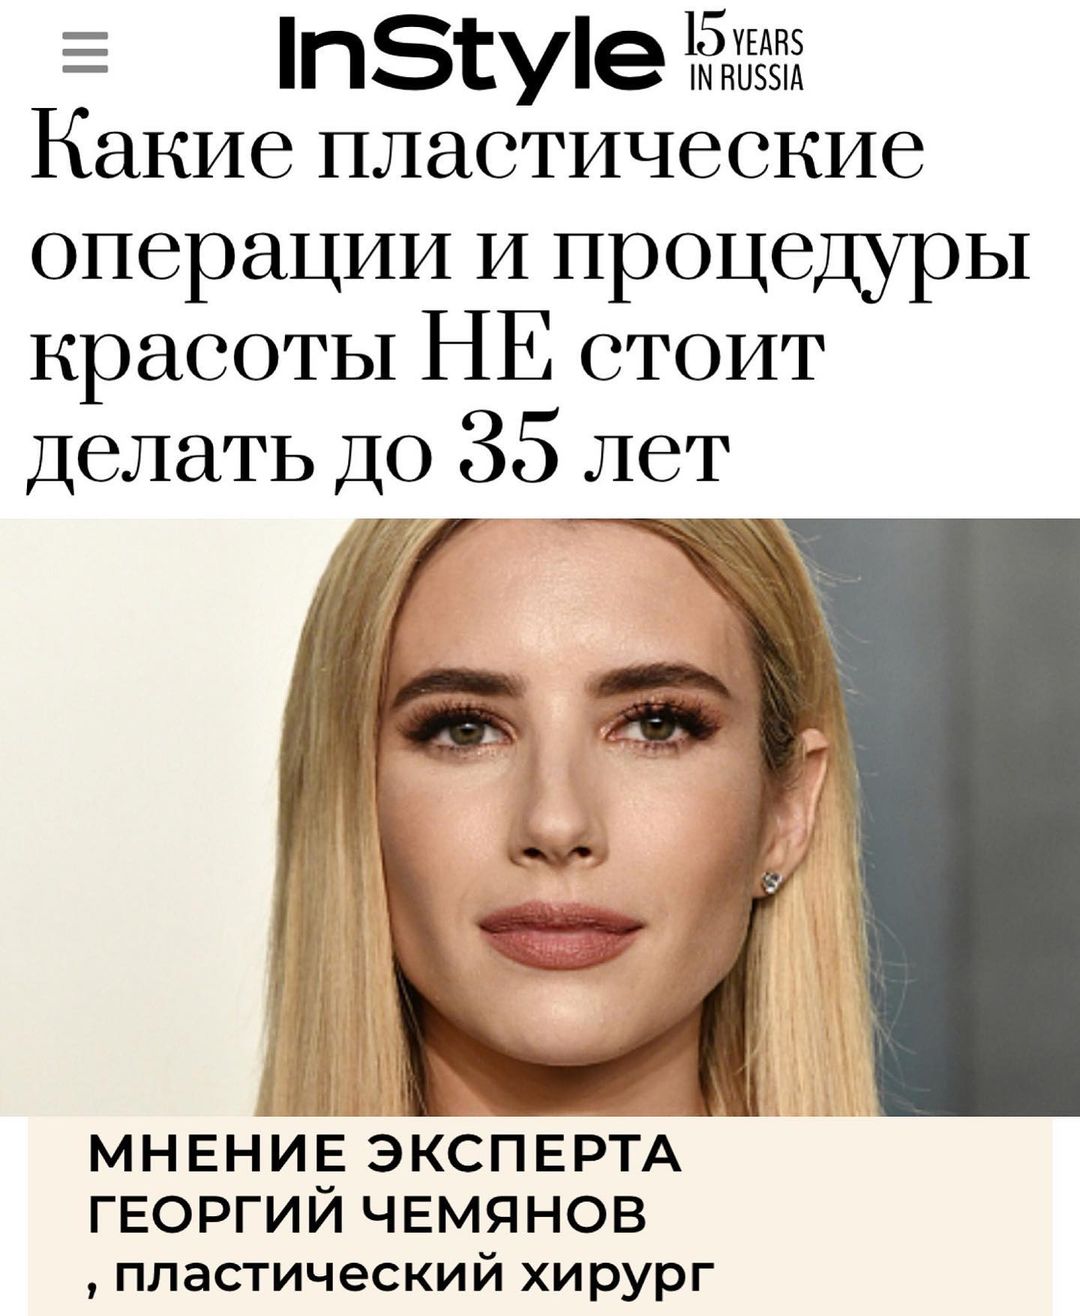 InStyle 15 YEARS
IN RUSSIA
Какие пластические
операции и процедуры
красоты НЕ стоит
делать до 35 лет
МНЕНИЕ ЭКСПЕРТА
ГЕОРГИЙ ЧЕМЯНОВ
, пластический хирург